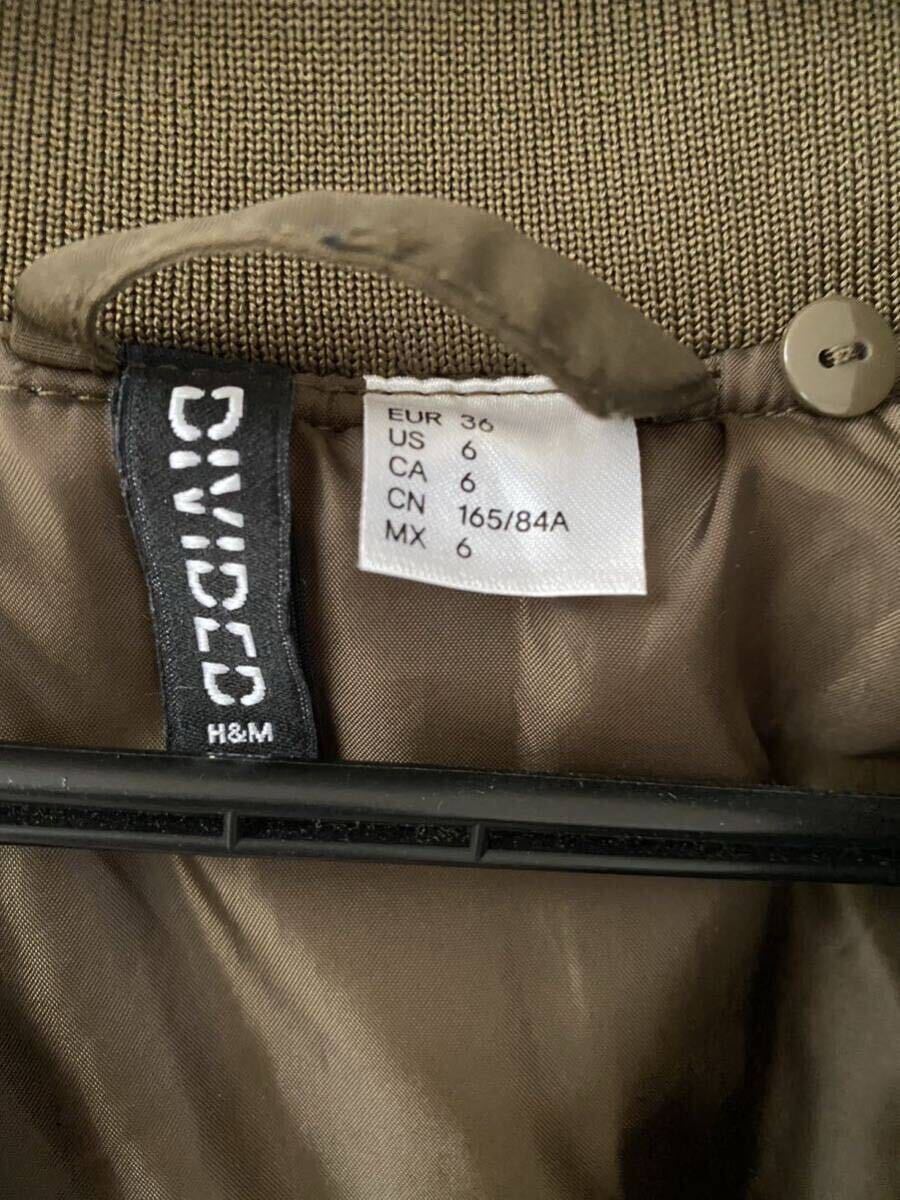 DIVIDED
H&M
EUR 36
US 6
CA 6
CN 165/84A
MX 6